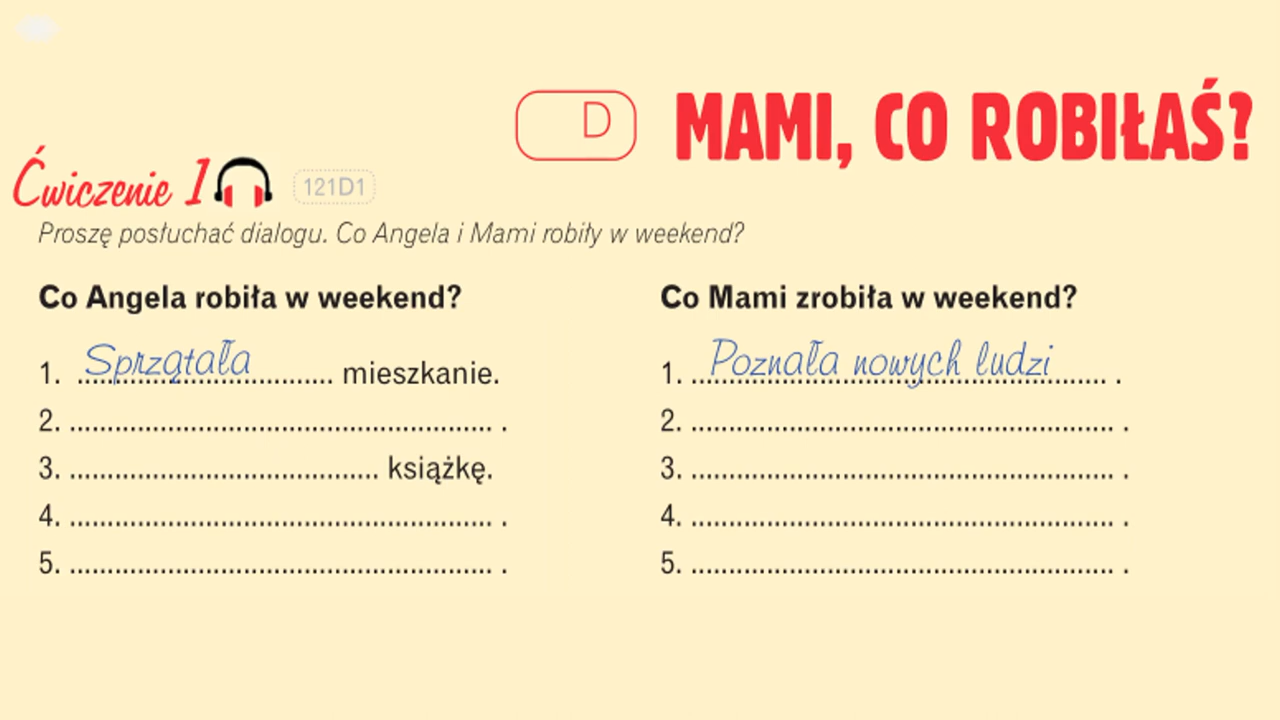 D MAMI, CO ROBIŁAŚ?
Ćwiczenie 1 121D1
Proszę posłuchać dialogu. Co Angela i Mami robiły w weekend?
Co Angela robiła w weekend?
1. Sprzątała mieszkanie.
2. .......................................................... .
3. .......................................... książkę.
4. .......................................................... .
5. .......................................................... .
Co Mami zrobiła w weekend?
1. Poznała nowych ludzi .
2. .......................................................... .
3. .......................................................... .
4. .......................................................... .
5. .......................................................... .